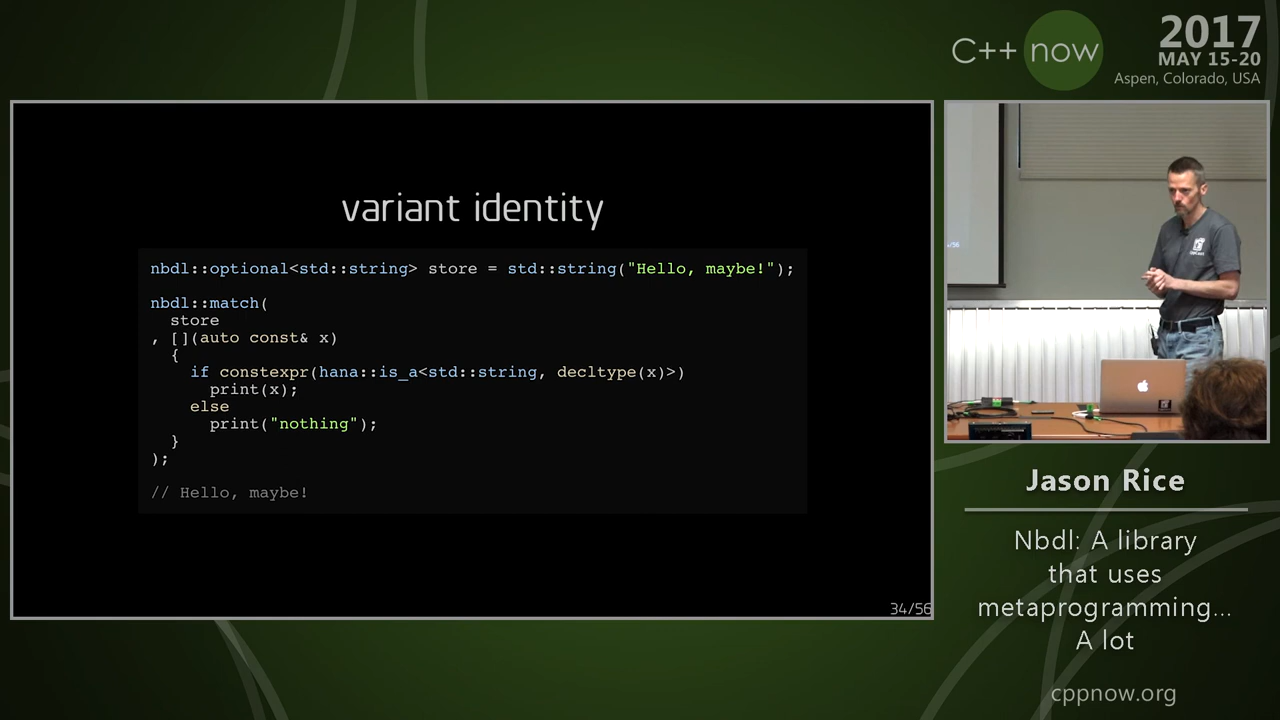 C++ now
2017
MAY 15-20
Aspen, Colorado, USA
variant identity
nbdl::optional<std::string> store = std::string("Hello, maybe!");
nbdl::match(
  store
, [](auto const& x)
  {
    if constexpr(hana::is_a<std::string, decltype(x)>)
      print(x);
    else
      print("nothing");
  }
);
// Hello, maybe!
34/56
Jason Rice
Nbdl: A library
that uses
metaprogramming...
A lot
cppnow.org